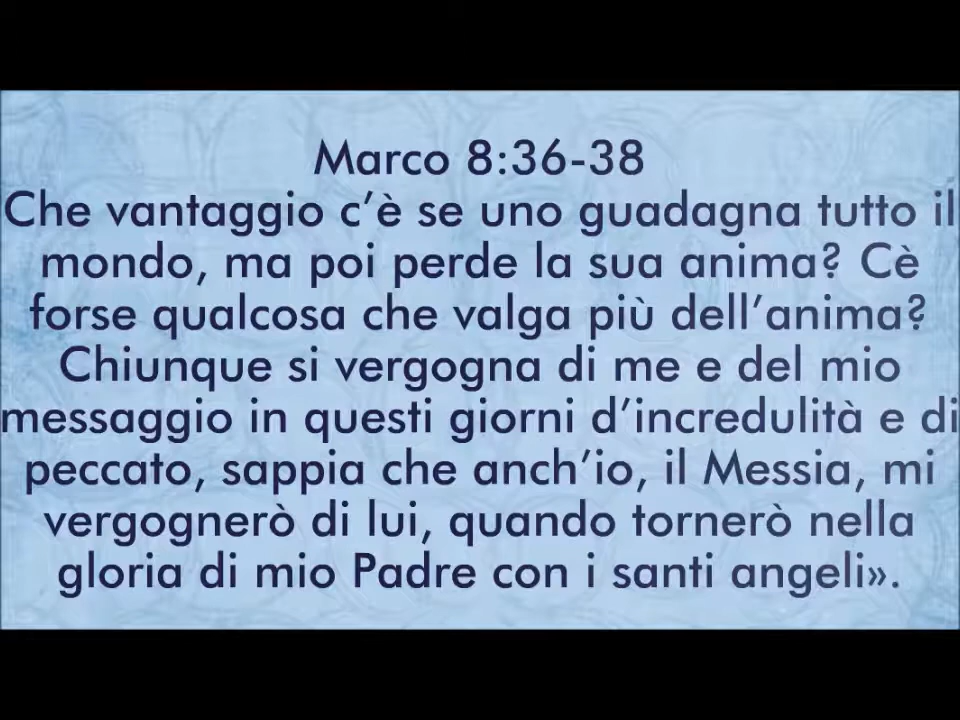 Marco 8:36-38
Che vantaggio c’è se uno guadagna tutto il
mondo, ma poi perde la sua anima? Cè
forse qualcosa che valga più dell’anima?
Chiunque si vergogna di me e del mio
messaggio in questi giorni d’incredulità e di
peccato, sappia che anch’io, il Messia, mi
vergognerò di lui, quando tornerò nella
gloria di mio Padre con i santi angeli».